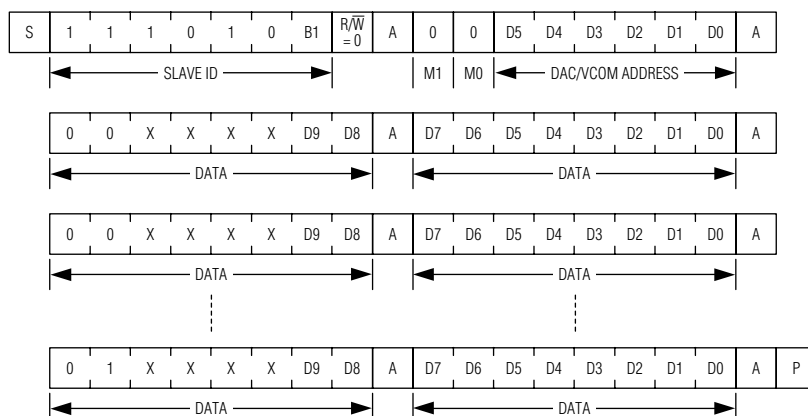 S 1 1 1 0 1 0 B1 R/W̅ = 0 A 0 0 D5 D4 D3 D2 D1 D0 A
SLAVE ID M1 M0 DAC/VCOM ADDRESS
0 0 X X X X D9 D8 A D7 D6 D5 D4 D3 D2 D1 D0 A
DATA DATA
0 0 X X X X D9 D8 A D7 D6 D5 D4 D3 D2 D1 D0 A
DATA DATA
0 1 X X X X D9 D8 A D7 D6 D5 D4 D3 D2 D1 D0 A P
DATA DATA